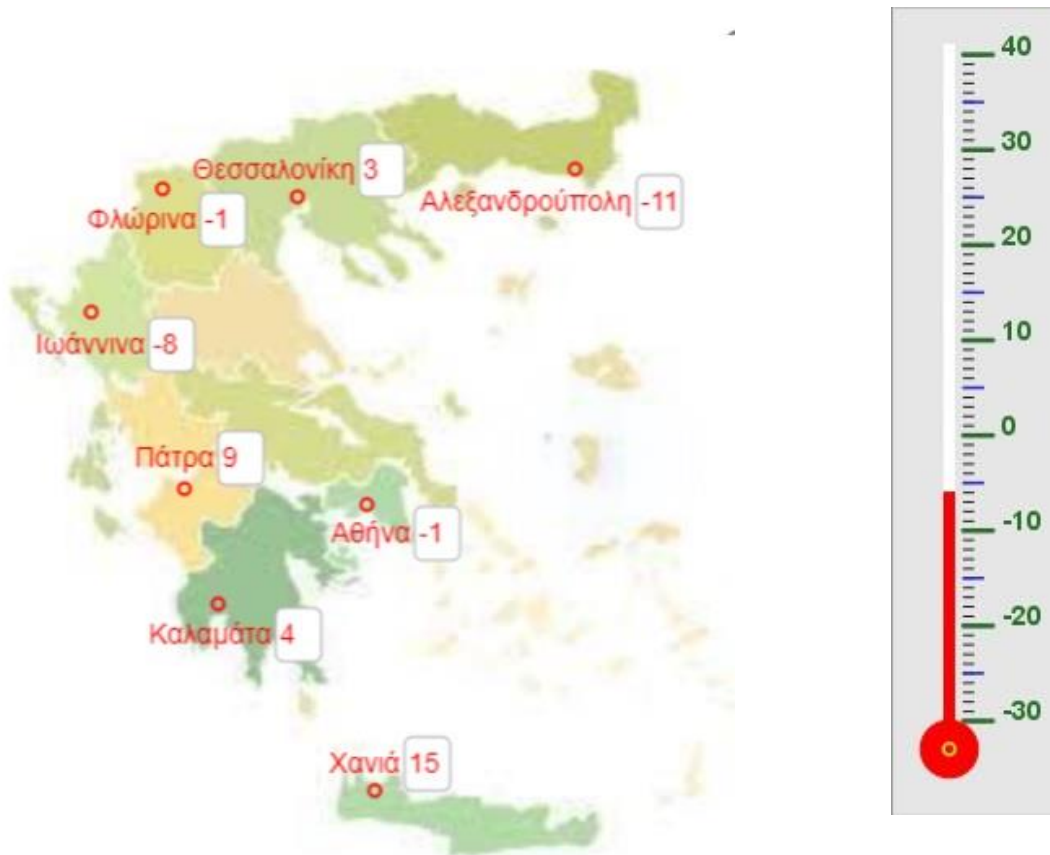 Θεσσαλονίκη 3
Φλώρινα -1
Αλεξανδρούπολη -11
Ιωάννινα -8
Πάτρα 9
Αθήνα -1
Καλαμάτα 4
Χανιά 15
40
30
20
10
0
-10
-20
-30